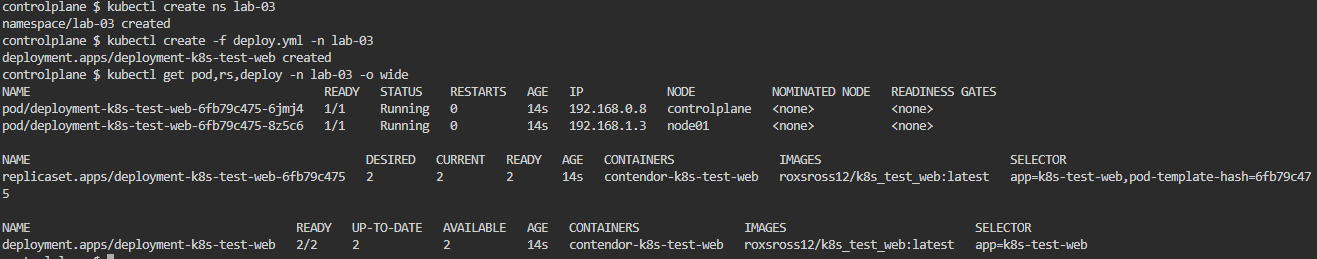 controlplane $ kubectl create ns lab-03
namespace/lab-03 created
controlplane $ kubectl create -f deploy.yml -n lab-03
deployment.apps/deployment-k8s-test-web created
controlplane $ kubectl get pod,rs,deploy -n lab-03 -o wide
NAME READY STATUS RESTARTS AGE IP NODE NOMINATED NODE READINESS GATES
pod/deployment-k8s-test-web-6fb79c475-6jmj4 1/1 Running 0 14s 192.168.0.8 controlplane <none> <none>
pod/deployment-k8s-test-web-6fb79c475-8z5c6 1/1 Running 0 14s 192.168.1.3 node01 <none> <none>
NAME DESIRED CURRENT READY AGE CONTAINERS IMAGES SELECTOR
replicaset.apps/deployment-k8s-test-web-6fb79c475 2 2 2 14s contendor-k8s-test-web roxsross12/k8s_test_web:latest app=k8s-test-web,pod-template-hash=6fb79c47
5
NAME READY UP-TO-DATE AVAILABLE AGE CONTAINERS IMAGES SELECTOR
deployment.apps/deployment-k8s-test-web 2/2 2 2 14s contendor-k8s-test-web roxsross12/k8s_test_web:latest app=k8s-test-web